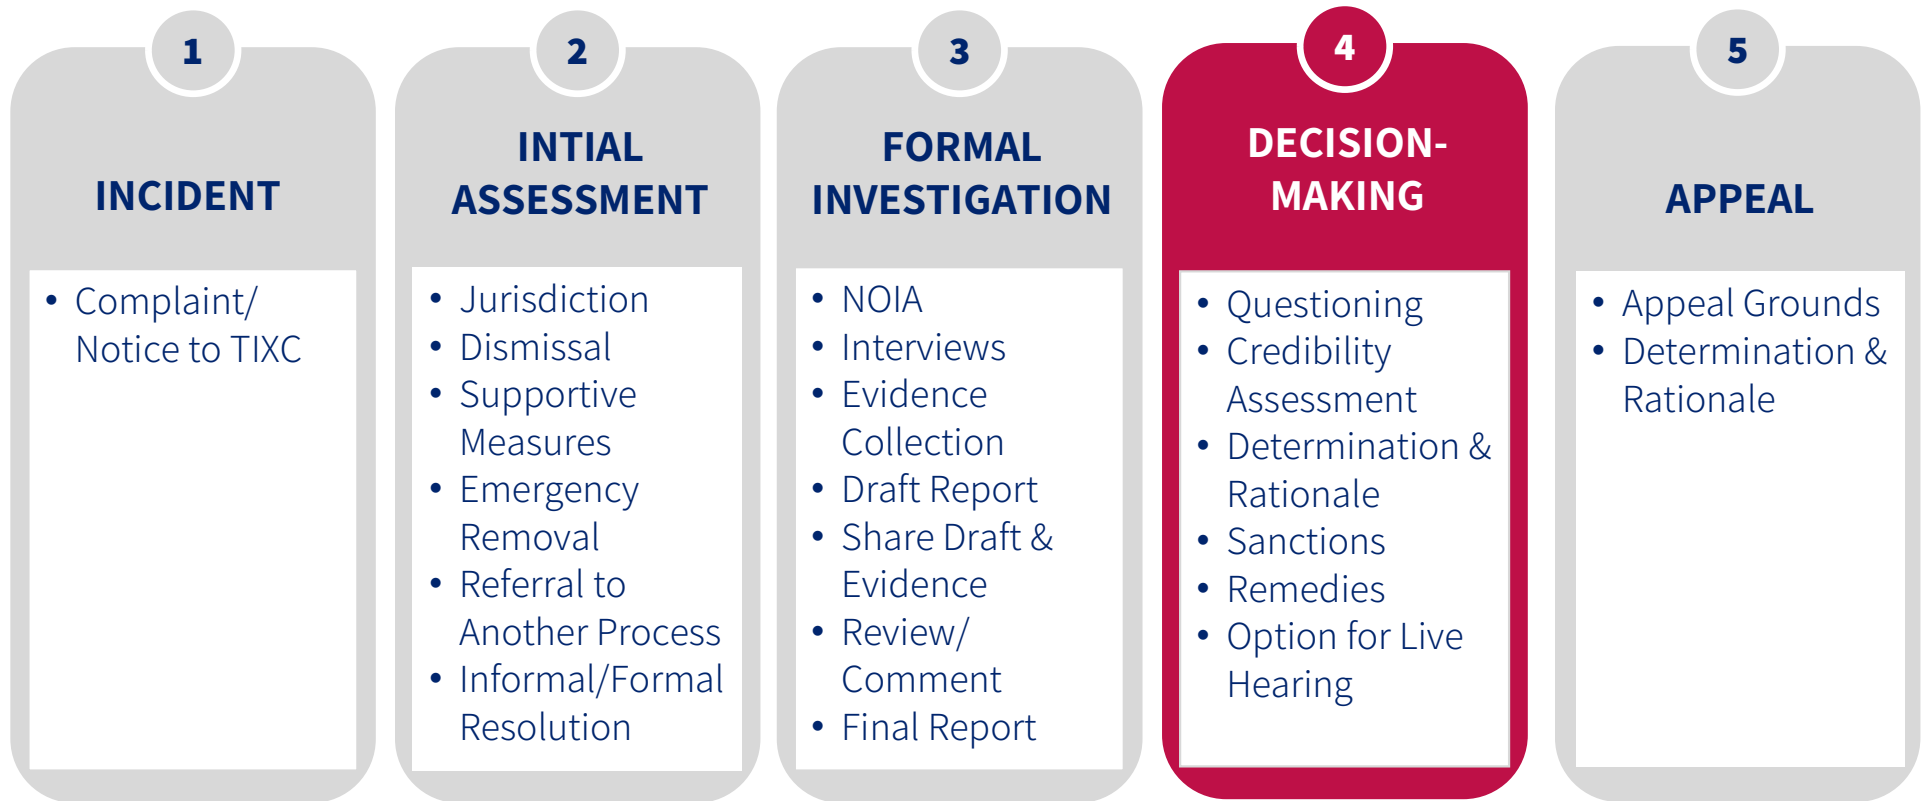 1
INCIDENT
• Complaint/
Notice to TIXC
2
INTIAL
ASSESSMENT
• Jurisdiction
• Dismissal
• Supportive
Measures
• Emergency
Removal
• Referral to
Another Process
• Informal/Formal
Resolution
3
FORMAL
INVESTIGATION
• NOIA
• Interviews
• Evidence
Collection
• Draft Report
• Share Draft &
Evidence
• Review/
Comment
• Final Report
4
DECISION-
MAKING
• Questioning
• Credibility
Assessment
• Determination &
Rationale
• Sanctions
• Remedies
• Option for Live
Hearing
5
APPEAL
• Appeal Grounds
• Determination &
Rationale